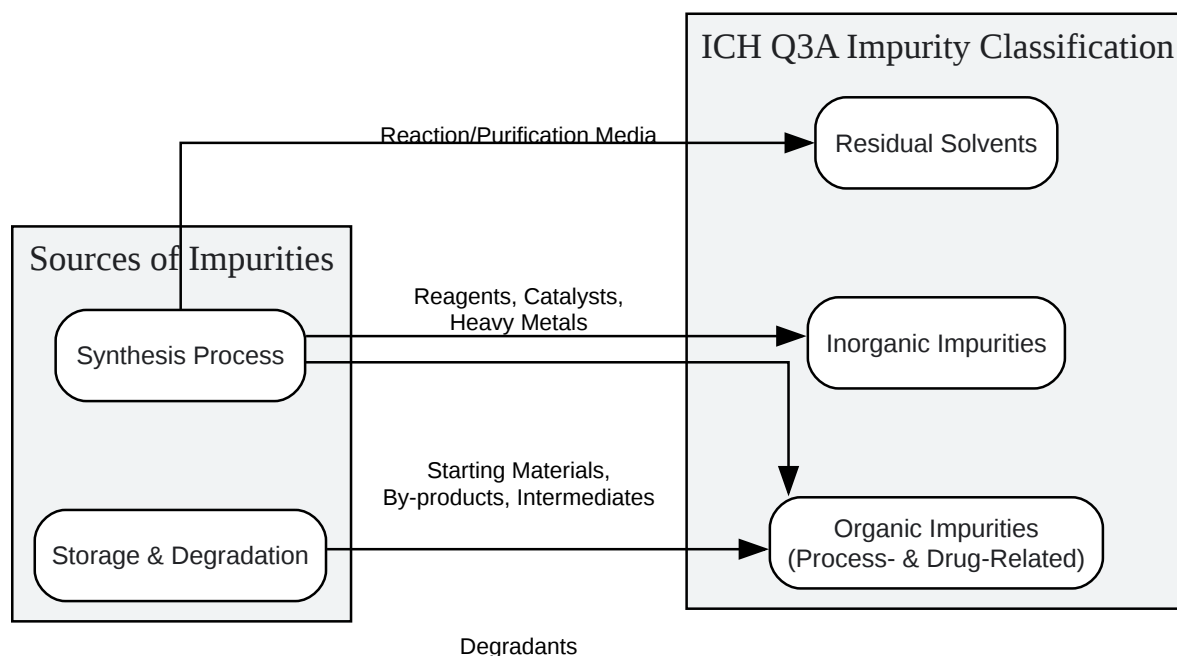 ICH Q3A Impurity Classification
Reaction/Purification Media
Residual Solvents
Sources of Impurities
Reagents, Catalysts,
Heavy Metals
Synthesis Process
Inorganic Impurities
Starting Materials,
By-products, Intermediates
Storage & Degradation
Organic Impurities
(Process- & Drug-Related)
Degradants